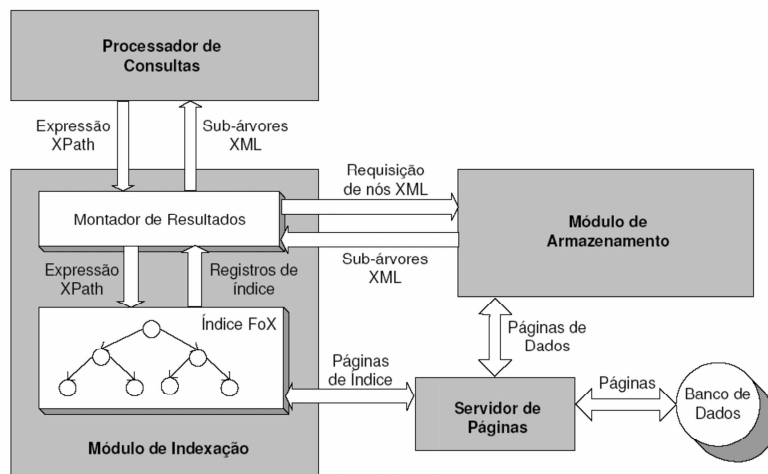 Processador de
Consultas
Expressão
XPath
Sub-árvores
XML
Requisição
de nós XML
Montador de Resultados
Módulo de
Armazenamento
Sub-árvores
XML
Expressão
XPath
Registros de
índice
Índice FoX
Páginas de
Dados
Páginas
de Índice
Páginas
Servidor de
Páginas
Banco de
Dados
Módulo de Indexação